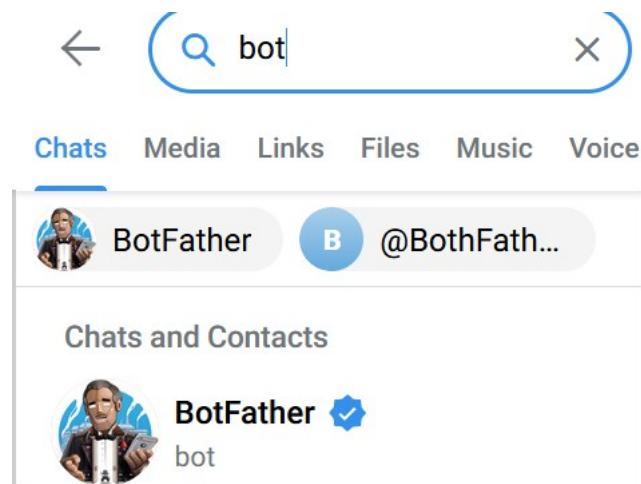 bot
Chats Media Links Files Music Voice
BotFather B @BothFath...
Chats and Contacts
BotFather
bot